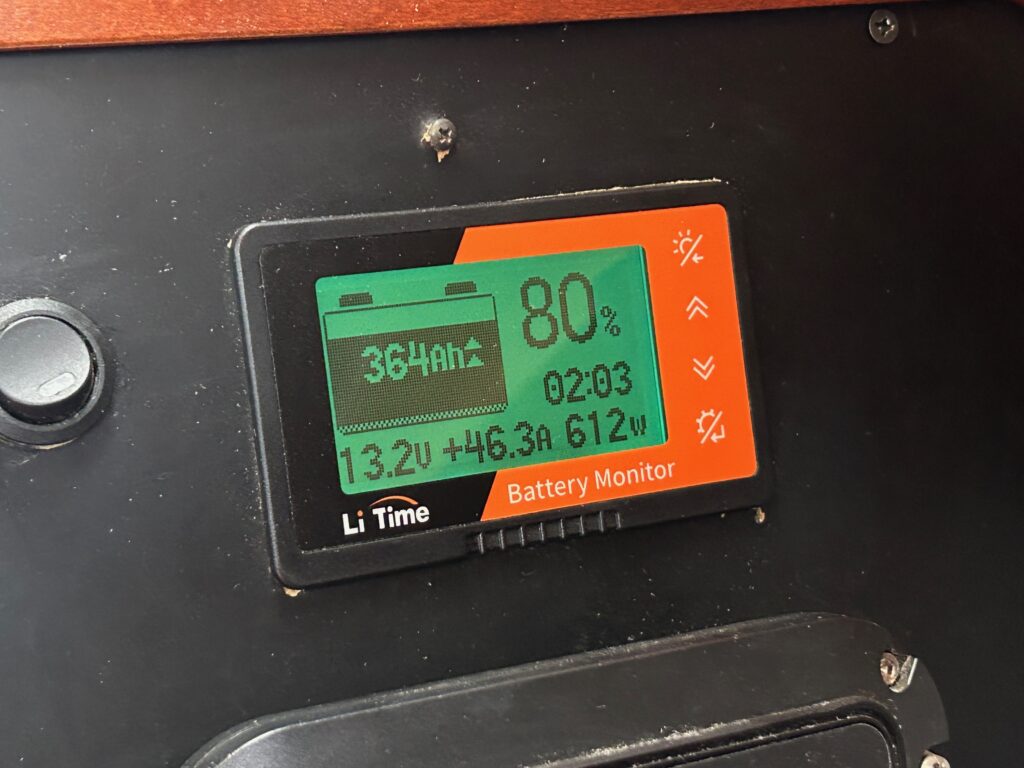 80%
364Ah
02:03
13.2V +46.3A 612W
Li Time
Battery Monitor